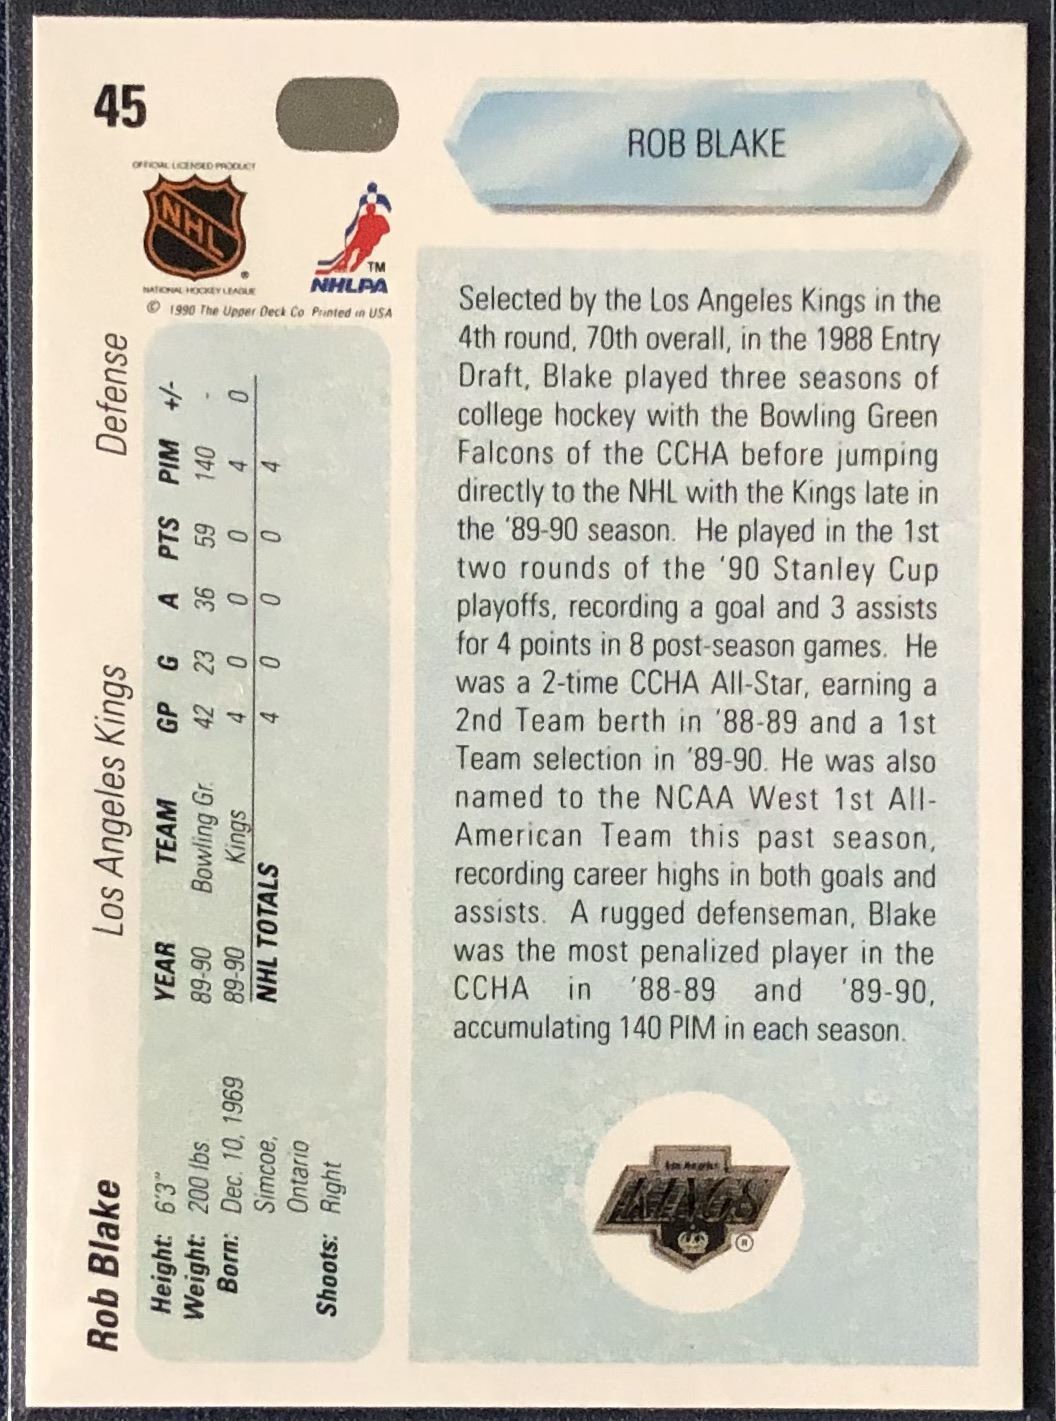 45
OFFICIAL LICENSED PRODUCT
NHL
®
NATIONAL HOCKEY LEAGUE
TM
NHLPA
© 1990 The Upper Deck Co. Printed in USA
ROB BLAKE
Selected by the Los Angeles Kings in the
4th round, 70th overall, in the 1988 Entry
Draft, Blake played three seasons of
college hockey with the Bowling Green
Falcons of the CCHA before jumping
directly to the NHL with the Kings late in
the '89-90 season. He played in the 1st
two rounds of the '90 Stanley Cup
playoffs, recording a goal and 3 assists
for 4 points in 8 post-season games. He
was a 2-time CCHA All-Star, earning a
2nd Team berth in '88-89 and a 1st
Team selection in '89-90. He was also
named to the NCAA West 1st All-
American Team this past season,
recording career highs in both goals and
assists. A rugged defenseman, Blake
was the most penalized player in the
CCHA in '88-89 and '89-90,
accumulating 140 PIM in each season.
Los Angeles
KINGS
®
Rob Blake Los Angeles Kings Defense
Height: 6'3"
Weight: 200 lbs.
Born: Dec. 10, 1969
Simcoe,
Ontario
Shoots: Right
YEAR TEAM GP G A PTS PIM +/-
89-90 Bowling Gr. 42 23 36 59 140 -
89-90 Kings 4 0 0 0 4 0
NHL TOTALS 4 0 0 0 4